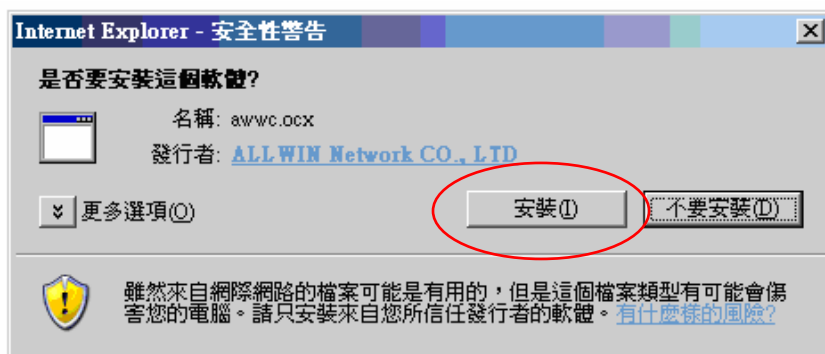 Internet Explorer - 安全性警告
是否要安裝這個軟體?
名稱: awwc.ocx
發行者: ALLWIN Network CO., LTD
更多選項(O)
安裝(I)
不要安裝(D)
雖然來自網際網路的檔案可能是有用的，但是這個檔案類型有可能會傷
害您的電腦。請只安裝來自您所信任發行者的軟體。有什麼樣的風險?